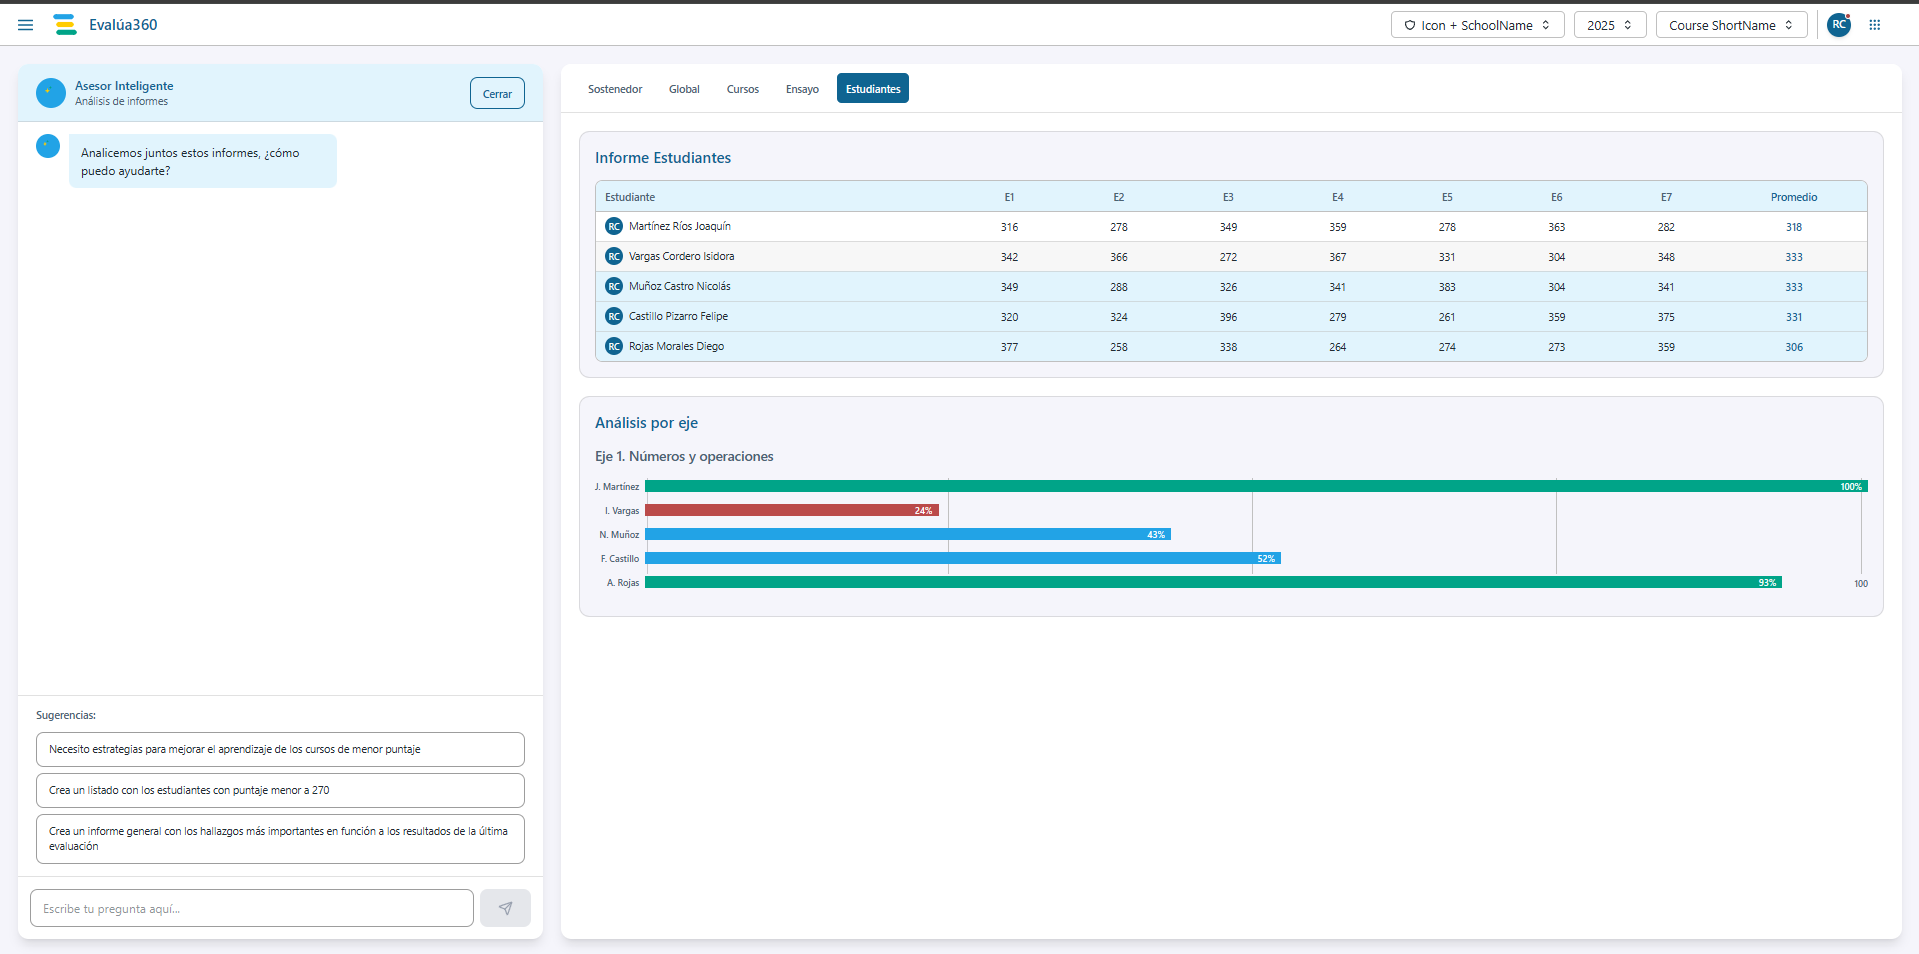 Evalúa360
Icon + SchoolName
2025
Course ShortName
RC
Asesor Inteligente
Análisis de informes
Cerrar
Analicemos juntos estos informes, ¿cómo
puedo ayudarte?
Sugerencias:
Necesito estrategias para mejorar el aprendizaje de los cursos de menor puntaje
Crea un listado con los estudiantes con puntaje menor a 270
Crea un informe general con los hallazgos más importantes en función a los resultados de la última
evaluación
Escribe tu pregunta aquí...
Sostenedor Global Cursos Ensayo Estudiantes
Informe Estudiantes
Estudiante E1 E2 E3 E4 E5 E6 E7 Promedio
RC Martínez Ríos Joaquín 316 278 349 359 278 363 282 318
RC Vargas Cordero Isidora 342 366 272 367 331 304 348 333
RC Muñoz Castro Nicolás 349 288 326 341 383 304 341 333
RC Castillo Pizarro Felipe 320 324 396 279 261 359 375 331
RC Rojas Morales Diego 377 258 338 264 274 273 359 306
Análisis por eje
Eje 1. Números y operaciones
J. Martínez 100%
I. Vargas 24%
N. Muñoz 43%
F. Castillo 52%
A. Rojas 93% 100